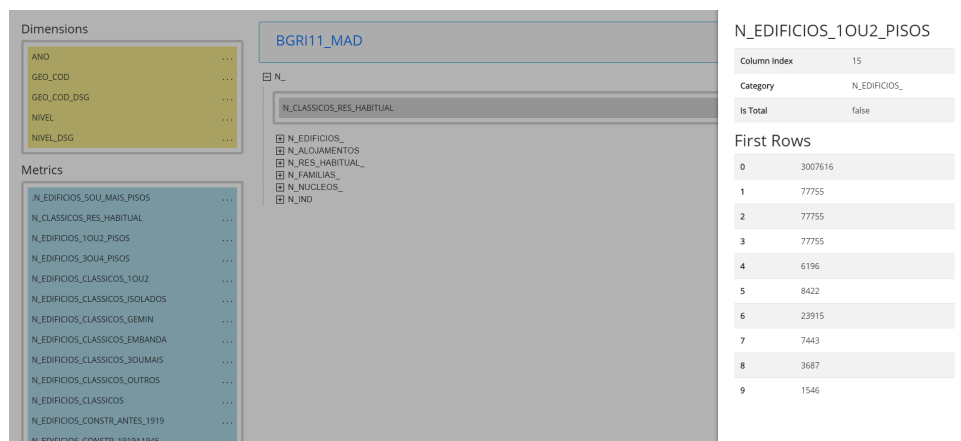 Dimensions
ANO ...
GEO_COD ...
GEO_COD_DSG ...
NIVEL ...
NIVEL_DSG ...
Metrics
.N_EDIFICIOS_5OU_MAIS_PISOS ...
N_CLASSICOS_RES_HABITUAL ...
N_EDIFICIOS_1OU2_PISOS ...
N_EDIFICIOS_3OU4_PISOS ...
N_EDIFICIOS_CLASSICOS_1OU2 ...
N_EDIFICIOS_CLASSICOS_ISOLADOS ...
N_EDIFICIOS_CLASSICOS_GEMIN ...
N_EDIFICIOS_CLASSICOS_EMBANDA ...
N_EDIFICIOS_CLASSICOS_3OUMAIS ...
N_EDIFICIOS_CLASSICOS_OUTROS ...
N_EDIFICIOS_CLASSICOS ...
N_EDIFICIOS_CONSTR_ANTES_1919 ...
N_EDIFICIOS_CONSTR_1919A1945 ...
BGRI11_MAD
N_
N_CLASSICOS_RES_HABITUAL
N_EDIFICIOS_
N_ALOJAMENTOS
N_RES_HABITUAL_
N_FAMILIAS_
N_NUCLEOS_
N_IND
N_EDIFICIOS_1OU2_PISOS
Column Index 15
Category N_EDIFICIOS_
Is Total false
First Rows
0 3007616
1 77755
2 77755
3 77755
4 6196
5 8422
6 23915
7 7443
8 3687
9 1546